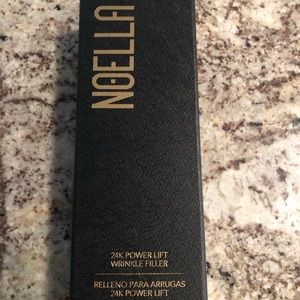 NOELLA
24K POWER LIFT
WRINKLE FILLER
RELLENO PARA ARRUGAS
24K POWER LIFT